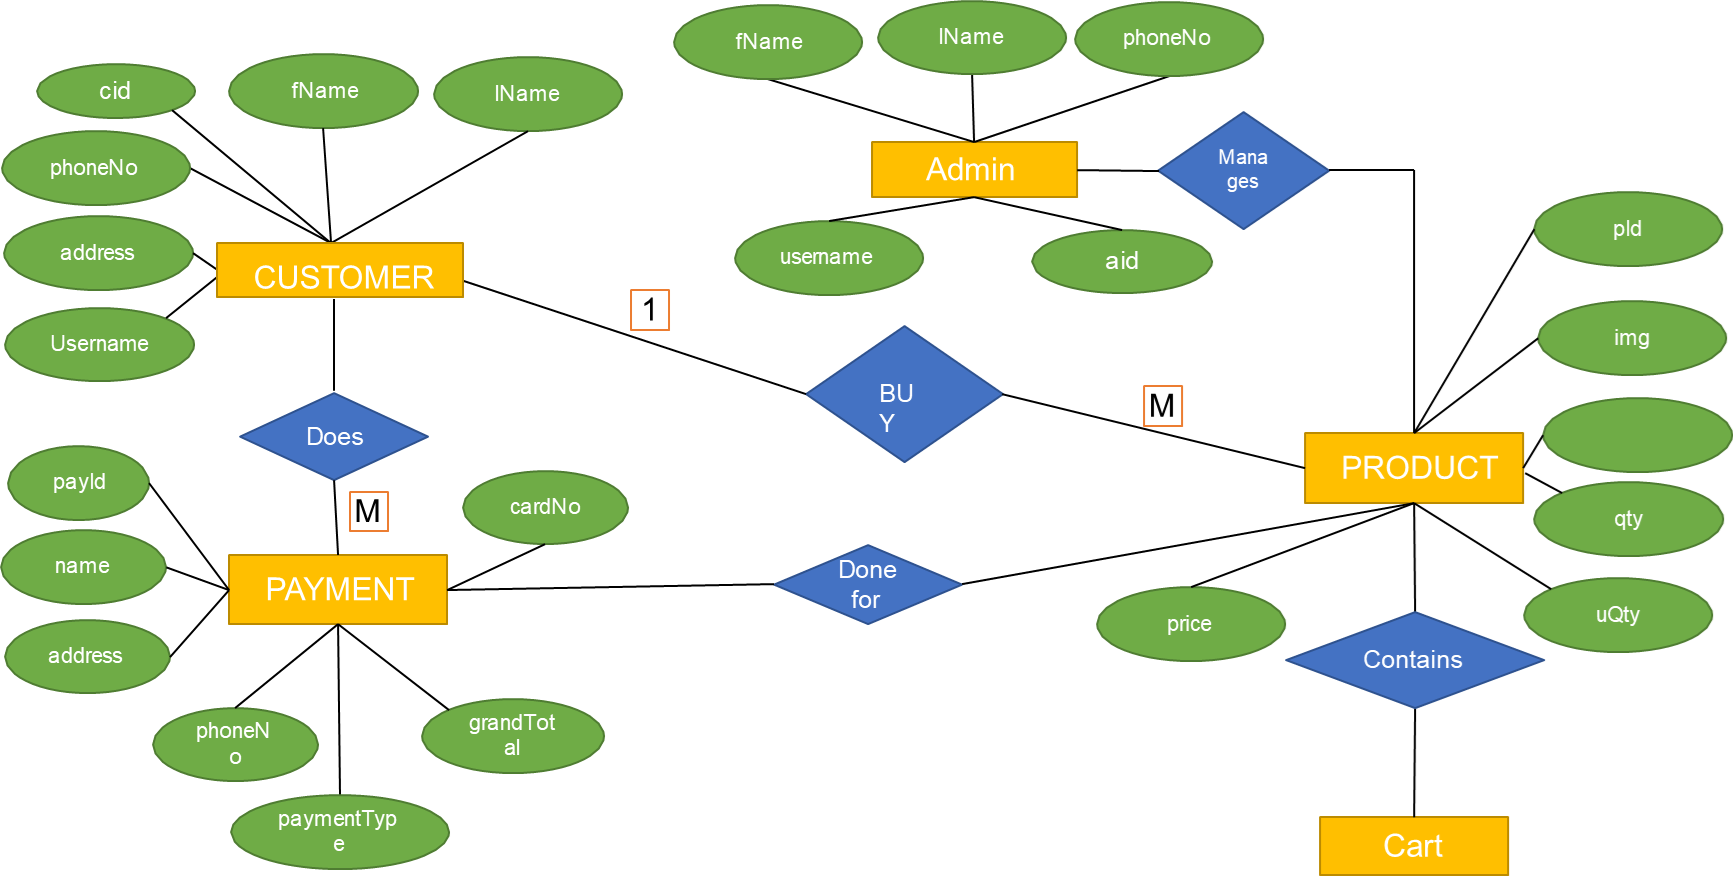 fName
lName
phoneNo
cid
fName
lName
phoneNo
Admin
Mana
ges
address
CUSTOMER
username
aid
pId
Username
1
img
BU
Y
M
Does
PRODUCT
payId
M
cardNo
qty
name
PAYMENT
Done
for
address
price
uQty
Contains
phoneN
o
grandTot
al
paymentTyp
e
Cart